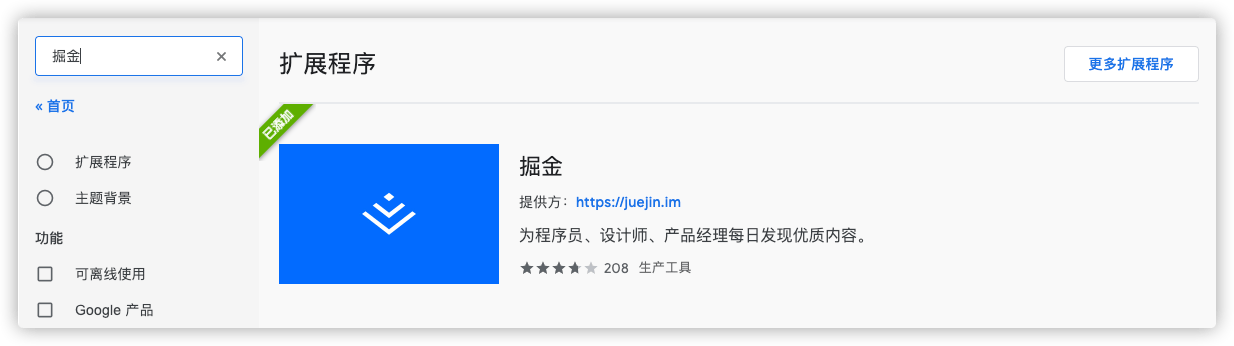 掘金
« 首页
扩展程序
主题背景
功能
可离线使用
Google 产品
扩展程序
更多扩展程序
已添加
掘金
提供方：https://juejin.im
为程序员、设计师、产品经理每日发现优质内容。
208 生产工具